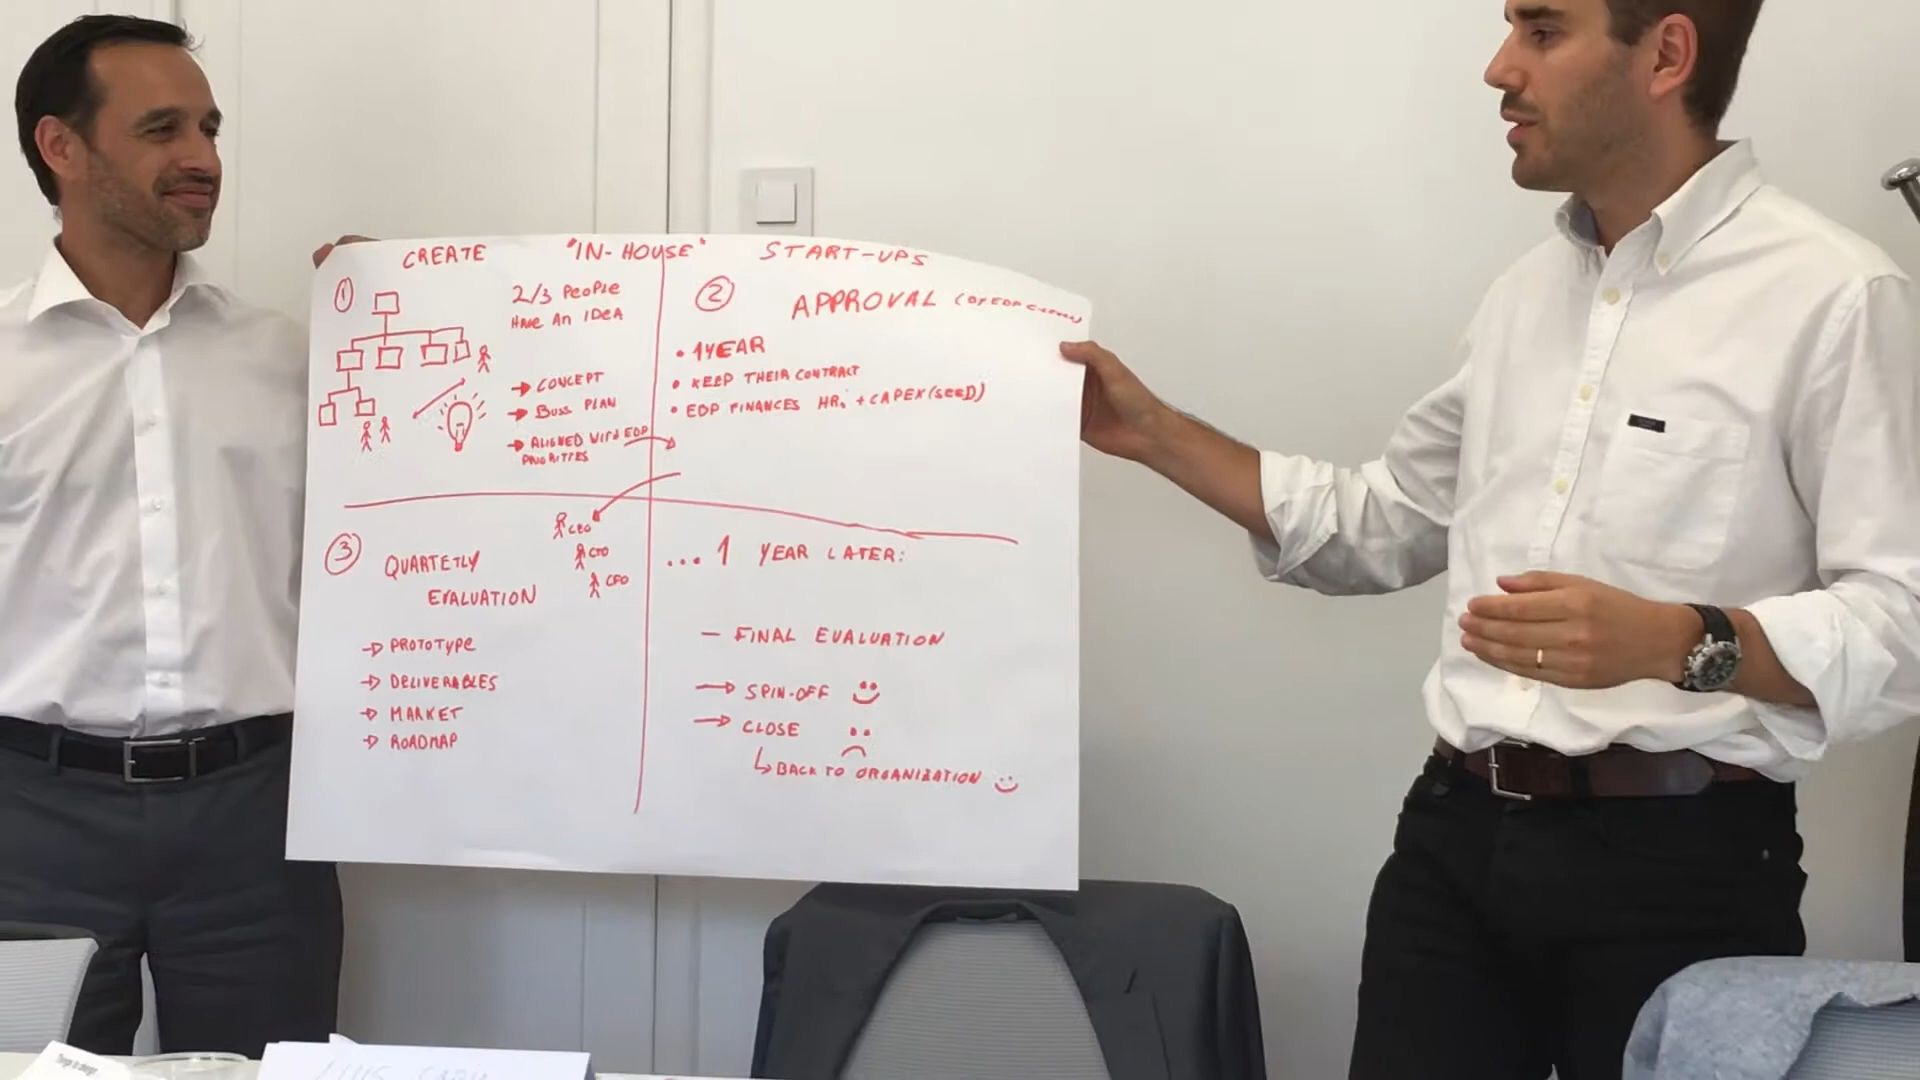 CREATE "IN-HOUSE" START-UPS
1
2/3 PEOPLE
HAVE AN IDEA
→ CONCEPT
→ BUSS PLAN
→ ALIGNED WITH EDP
PRIORITIES
2
APPROVAL
• 1 YEAR
• KEEP THEIR CONTRACT
• EDP FINANCES HR. + CAPEX (SEED)
3
QUARTETLY
EVALUATION
CEO
CTO
CFO
→ PROTOTYPE
→ DELIVERABLES
→ MARKET
→ ROADMAP
... 1 YEAR LATER:
— FINAL EVALUATION
→ SPIN-OFF
→ CLOSE
↳ BACK TO ORGANIZATION